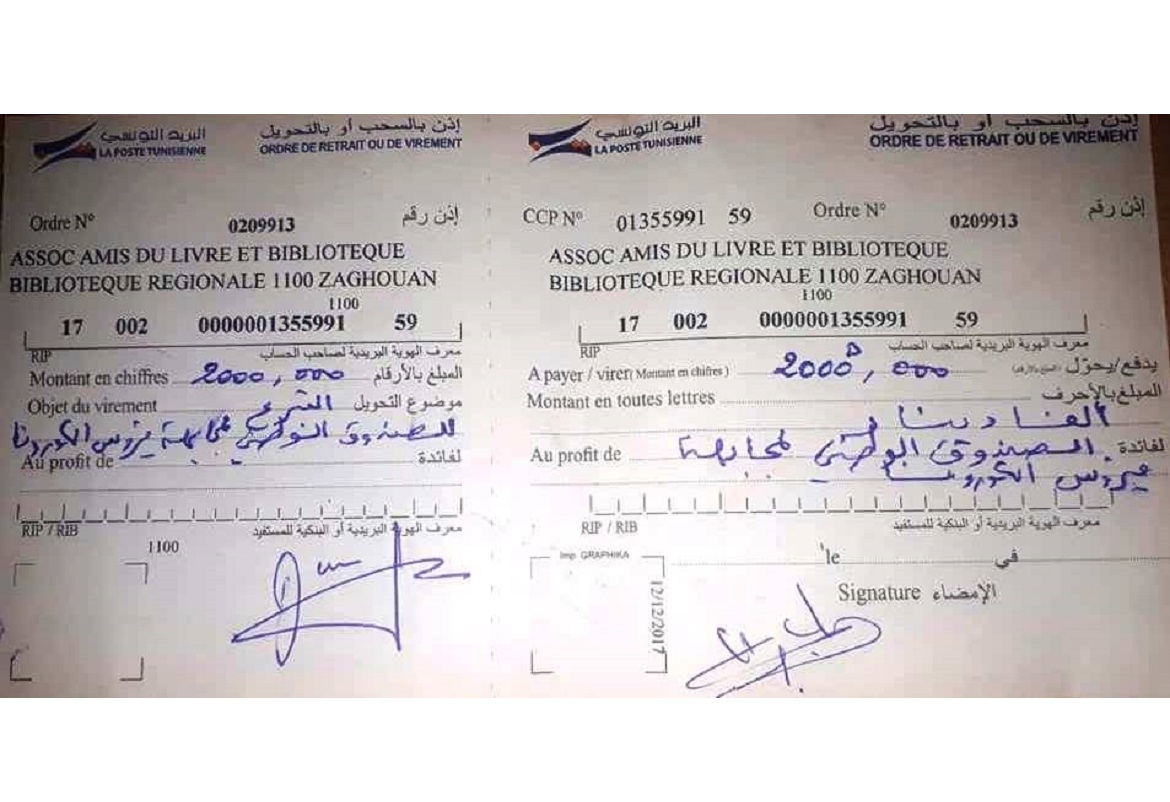 البريد التونسي
LA POSTE TUNISIENNE
إذن بالسحب أو بالتحويل
ORDRE DE RETRAIT OU DE VIREMENT
Ordre N° 0209913 إذن رقم
ASSOC AMIS DU LIVRE ET BIBLIOTEQUE
BIBLIOTEQUE REGIONALE 1100 ZAGHOUAN
1100
17 002 0000001355991 59
RIP معرف الهوية البريدية لصاحب الحساب
Montant en chiffres 2000,000 المبلغ بالأرقام
Objet du virement التبرع موضوع التحويل
للصندوق الوطني لمجابهة فيروس الكورونا
Au profit de لفائدة
RIP / RIB معرف الهوية البريدية أو البنكية للمستفيد
1100
البريد التونسي
LA POSTE TUNISIENNE
إذن بالسحب أو بالتحويل
ORDRE DE RETRAIT OU DE VIREMENT
CCP N° 01355991 59 Ordre N° 0209913 إذن رقم
ASSOC AMIS DU LIVRE ET BIBLIOTEQUE
BIBLIOTEQUE REGIONALE 1100 ZAGHOUAN
1100
17 002 0000001355991 59
RIP معرف الهوية البريدية لصاحب الحساب
A payer / virer (Montant en chifres) 2000D,000 يدفع/يحوّل (المبلغ بالأرقام)
Montant en toutes lettres المبلغ بالأحرف
ألفا دينار
Au profit de الصندوق الوطني لمجابهة لفائدة
فيروس الكورونا
RIP / RIB معرف الهوية البريدية أو البنكية للمستفيد
Imp. GRAPHIKA
12/12/2017
le في
Signature الإمضاء